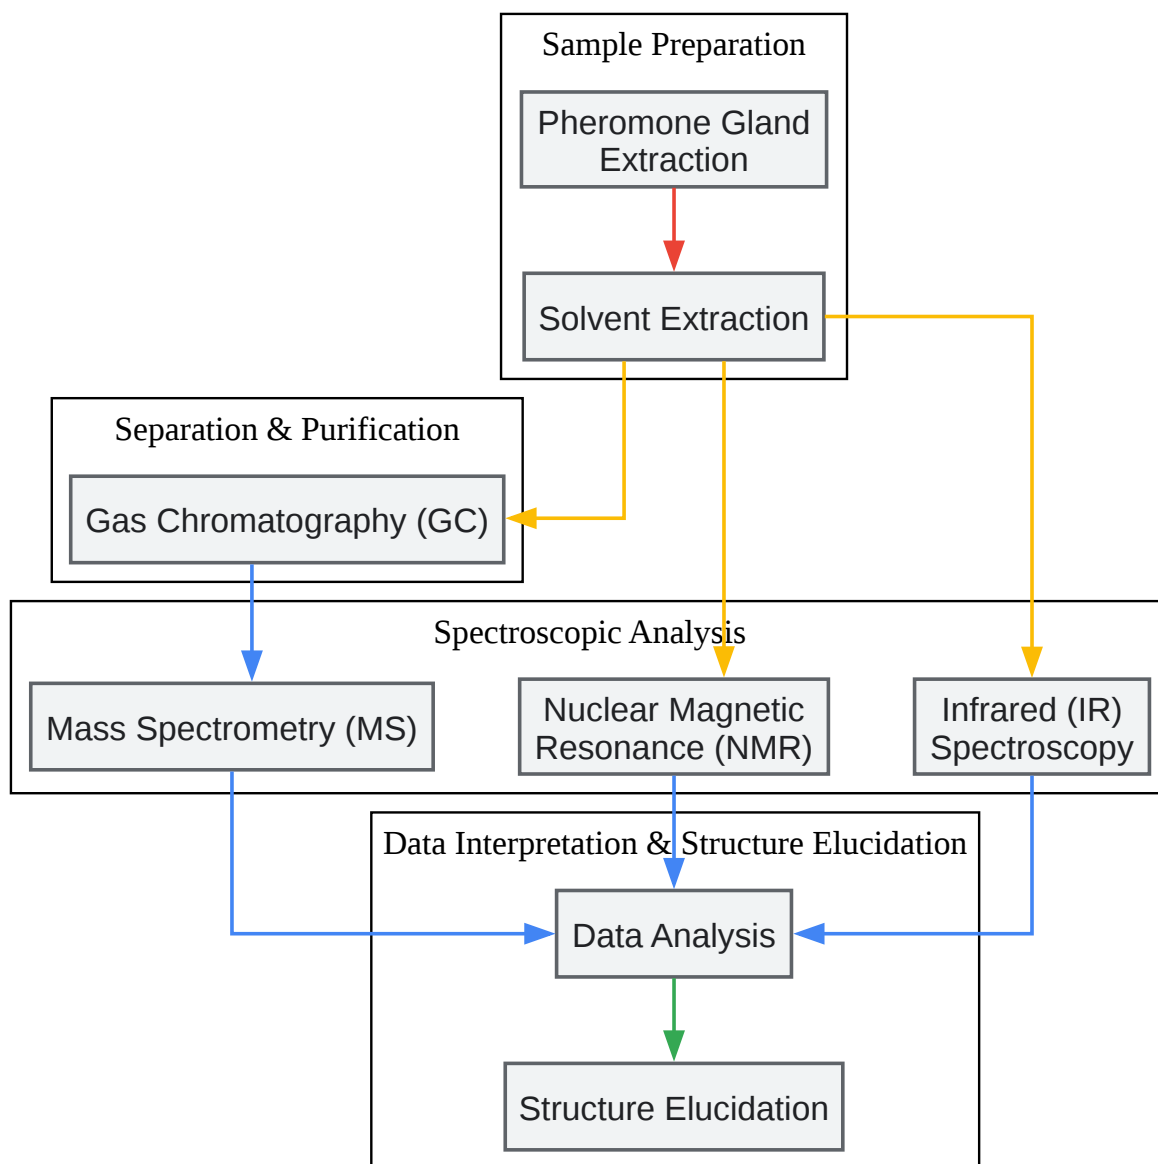 Sample Preparation
Pheromone Gland
Extraction
Solvent Extraction
Separation & Purification
Gas Chromatography (GC)
Spectroscopic Analysis
Mass Spectrometry (MS)
Nuclear Magnetic
Resonance (NMR)
Infrared (IR)
Spectroscopy
Data Interpretation & Structure Elucidation
Data Analysis
Structure Elucidation